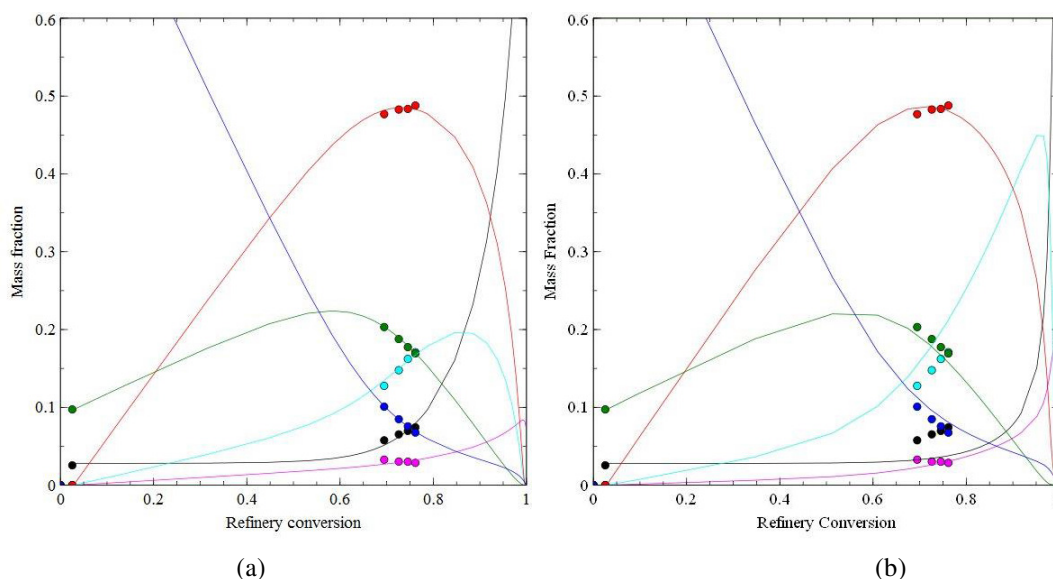 0.6
0.5
0.4
0.3
0.2
0.1
0
Mass fraction
0 0.2 0.4 0.6 0.8 1
Refinery conversion
(a)
0.6
0.5
0.4
0.3
0.2
0.1
0
Mass Fraction
0 0.2 0.4 0.6 0.8
Refinery Conversion
(b)